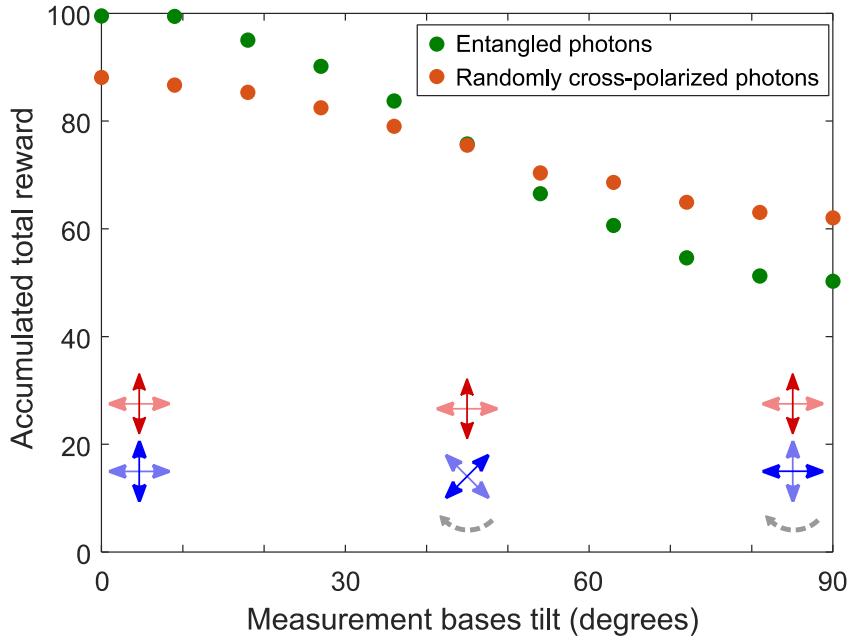 100
80
60
40
20
0
Accumulated total reward
Entangled photons
Randomly cross-polarized photons
0
30
60
90
Measurement bases tilt (degrees)